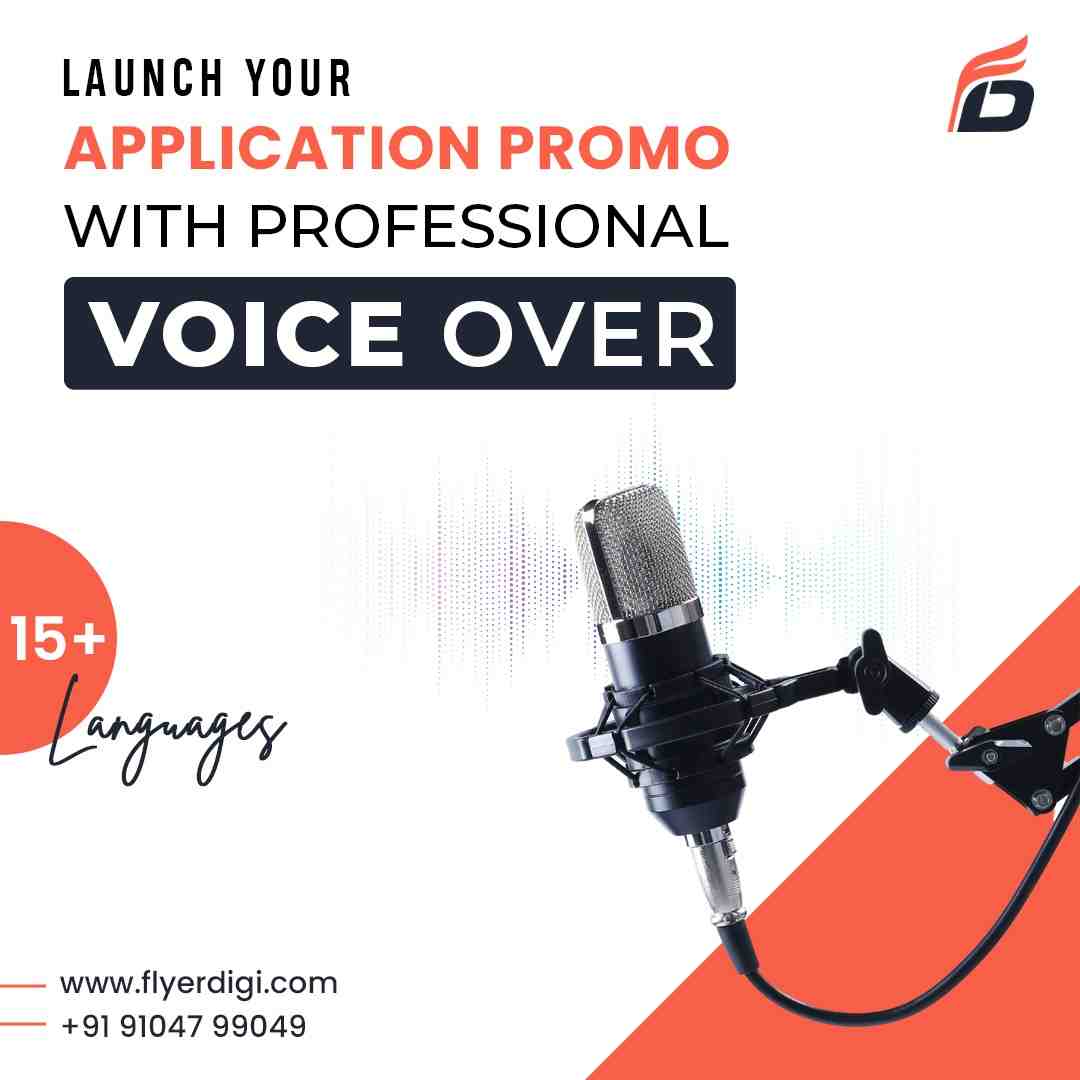 LAUNCH YOUR
APPLICATION PROMO
WITH PROFESSIONAL
VOICE OVER
15+
Languages
www.flyerdigi.com
+91 91047 99049